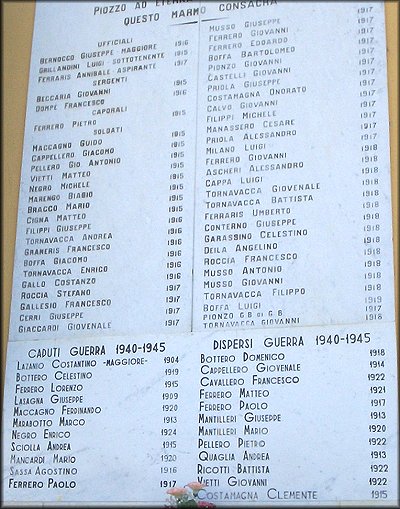 PIOZZO AD ETERN
QUESTO MARMO CONSACRA
UFFICIALI
BERNOCCO GIUSEPPE MAGGIORE 1916
GRILLANDINI LUIGI SOTTOTENENTE 1915
FERRARIS ANNIBALE ASPIRANTE 1917
SERGENTI
BECCARIA GIOVANNI 1915
DOMPÉ FRANCESCO 1916
CAPORALI
FERRERO PIETRO 1915
SOLDATI
MACCAGNO GUIDO 1915
CAPPELLERO GIACOMO 1915
PELLERO GIO. ANTONIO 1915
VIETTI MATTEO 1915
NEGRO MICHELE 1915
MARENGO BIAGIO 1915
BRACCO MARIO 1915
CIGNA MATTEO 1916
FILIPPI GIUSEPPE 1916
TORNAVACCA ANDREA 1916
GRANERIS FRANCESCO 1916
BOFFA GIACOMO 1916
TORNAVACCA ENRICO 1916
GALLO COSTANZO 1916
ROCCIA STEFANO 1917
GALLESIO FRANCESCO 1917
CERRI GIUSEPPE 1917
GIACCARDI GIOVENALE 1917
MUSSO GIUSEPPE 1917
FERRERO GIOVANNI 1917
FERRERO EDOARDO 1917
BOFFA BARTOLOMEO 1917
PIONZO GIOVANNI 1917
CASTELLI GIOVANNI 1917
PRIOLA GIUSEPPE 1917
COSTAMAGNA ONORATO 1917
CALVO GIOVANNI 1917
FILIPPI MICHELE 1917
MANASSERO CESARE 1917
PRIOLA ALESSANDRO 1917
MILANO LUIGI 1918
FERRERO GIOVANNI 1918
ASCHERI ALESSANDRO 1918
CAPPA LUIGI 1918
TORNAVACCA GIOVENALE 1918
TORNAVACCA BATTISTA 1918
FERRARIS UMBERTO 1918
CONTERNO GIUSEPPE 1918
GARASSINO CELESTINO 1918
DEILA ANGELINO 1918
ROCCIA FRANCESCO 1918
MUSSO ANTONIO 1918
MUSSO GIOVANNI 1918
TORNAVACCA FILIPPO 1918
BOFFA LUIGI 1919
PIONZO G.B DI G.B 1917
TORNAVACCA GIOVANNI 1918
CADUTI GUERRA 1940-1945
LAZANIO COSTANTINO -MAGGIORE- 1904
BOTTERO CELESTINO 1919
FERRERO LORENZO 1915
LASAGNA GIUSEPPE 1909
MACCAGNO FERDINANDO 1920
MARABOTTO MARCO 1913
NEGRO ENRICO 1924
SCIOLLA ANDREA 1915
MANCARDI MARIO 1920
SASSA AGOSTINO 1916
FERRERO PAOLO 1917
DISPERSI GUERRA 1940-1945
BOTTERO DOMENICO 1918
CAPPELLERO GIOVENALE 1914
CAVALLERO FRANCESCO 1922
FERRERO MATTEO 1921
FERRERO PAOLO 1917
MANTILLERI GIUSEPPE 1913
MANTILLERI MARIO 1920
PELLERO PIETRO 1922
QUAGLIA ANDREA 1913
RICOTTI BATTISTA 1922
VIETTI GIOVANNI 1922
COSTAMAGNA CLEMENTE 1915